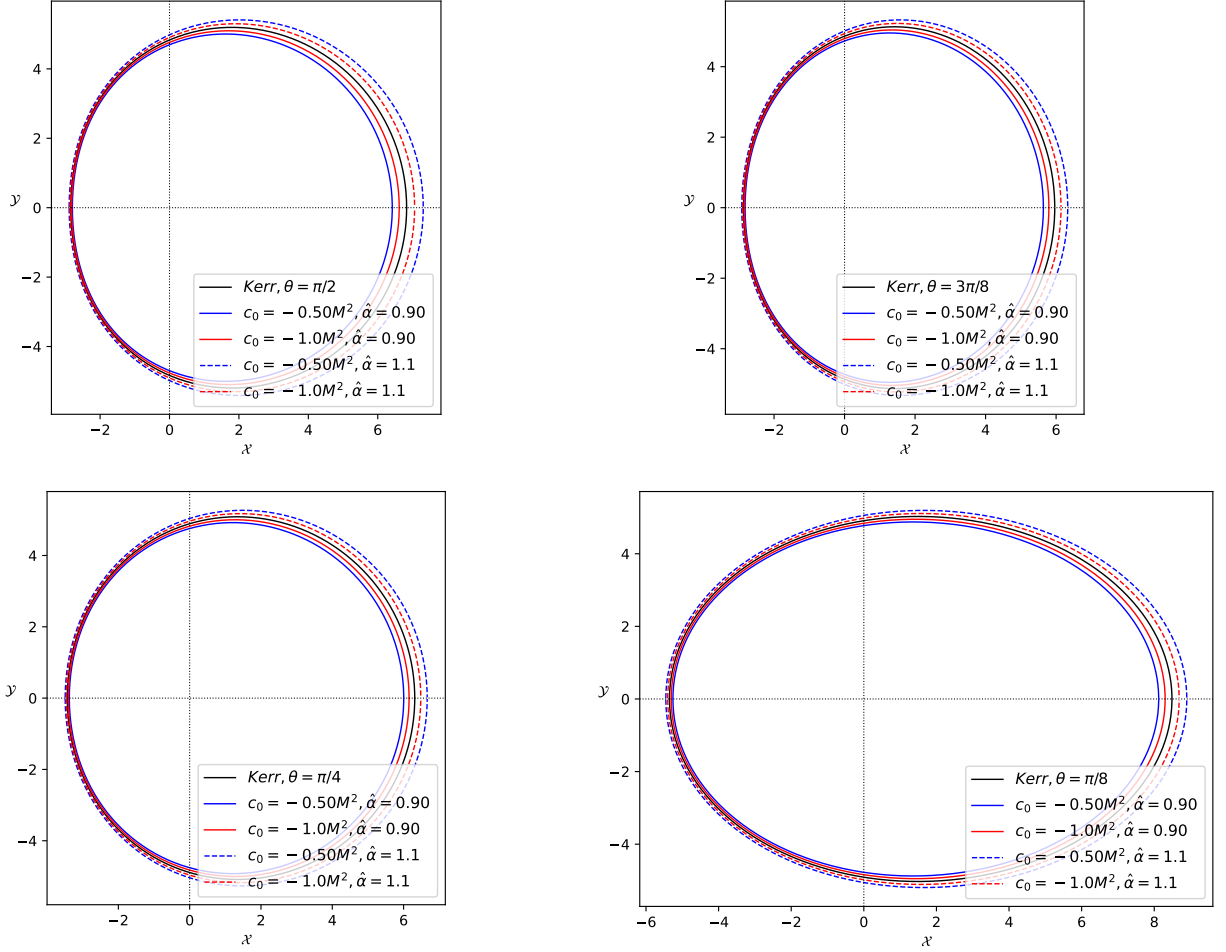 4
2
0
−2
−4
𝒴
−2
0
2
4
6
𝒳
Kerr, θ = π/2
c₀ = − 0.50M², α̂ = 0.90
c₀ = − 1.0M², α̂ = 0.90
c₀ = − 0.50M², α̂ = 1.1
c₀ = − 1.0M², α̂ = 1.1
4
2
0
−2
−4
𝒴
−2
0
2
4
6
𝒳
Kerr, θ = 3π/8
c₀ = − 0.50M², α̂ = 0.90
c₀ = − 1.0M², α̂ = 0.90
c₀ = − 0.50M², α̂ = 1.1
c₀ = − 1.0M², α̂ = 1.1
4
2
0
−2
−4
𝒴
−2
0
2
4
6
𝒳
Kerr, θ = π/4
c₀ = − 0.50M², α̂ = 0.90
c₀ = − 1.0M², α̂ = 0.90
c₀ = − 0.50M², α̂ = 1.1
c₀ = − 1.0M², α̂ = 1.1
4
2
0
−2
−4
𝒴
−6
−4
−2
0
2
4
6
8
𝒳
Kerr, θ = π/8
c₀ = − 0.50M², α̂ = 0.90
c₀ = − 1.0M², α̂ = 0.90
c₀ = − 0.50M², α̂ = 1.1
c₀ = − 1.0M², α̂ = 1.1